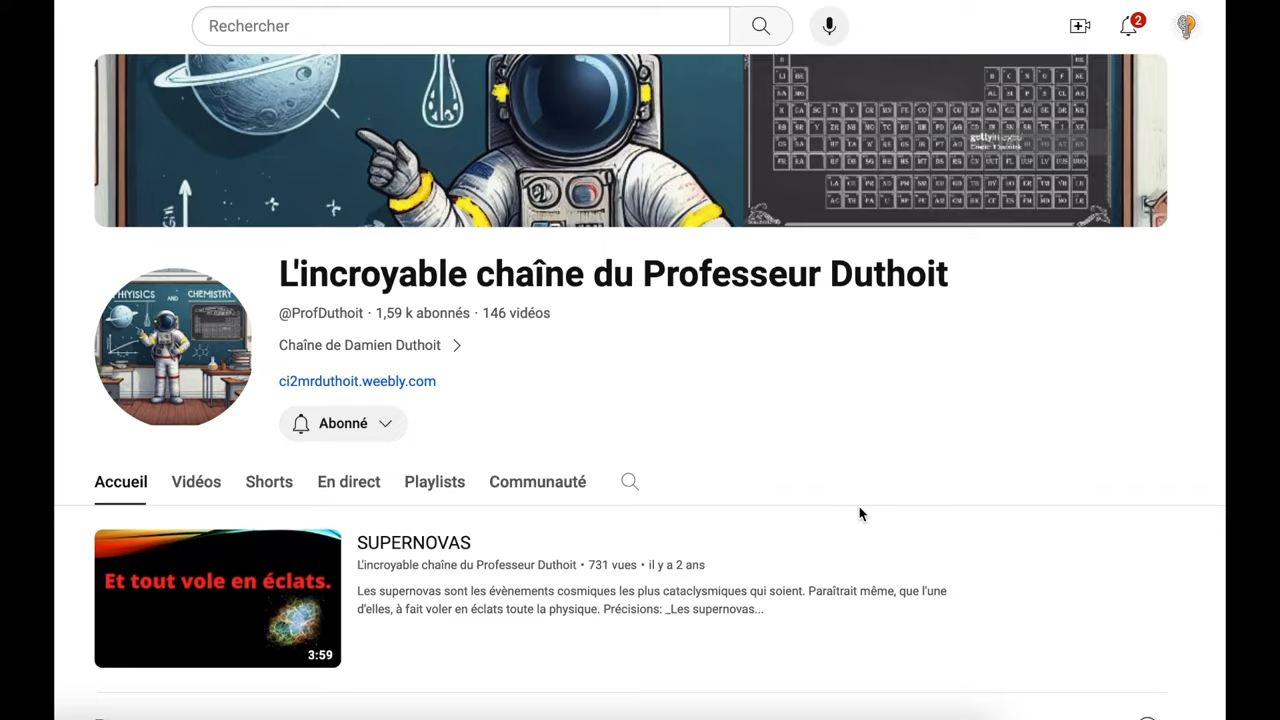 Rechercher
2
gettyimages
L'incroyable chaîne du Professeur Duthoit
@ProfDuthoit · 1,59 k abonnés · 146 vidéos
Chaîne de Damien Duthoit
ci2mrduthoit.weebly.com
Abonné
PHYISICS AND CHEMISTRY
Accueil Vidéos Shorts En direct Playlists Communauté
Et tout vole en éclats.
3:59
SUPERNOVAS
L'incroyable chaîne du Professeur Duthoit • 731 vues • il y a 2 ans
Les supernovas sont les évènements cosmiques les plus cataclysmiques qui soient. Paraîtrait même, que l'une
d'elles, à fait voler en éclats toute la physique. Précisions: _Les supernovas...